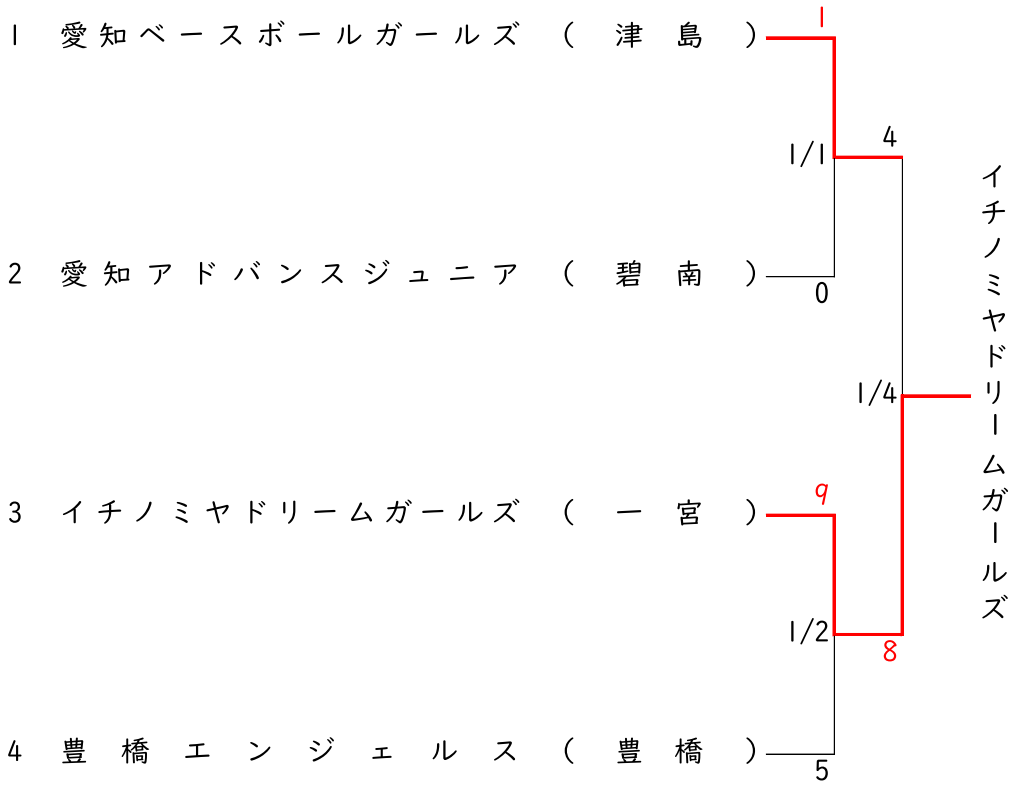 1
1 愛知ベースボールガールズ (津島)
4
1/1
2 愛知アドバンスジュニア (碧南)
0
イチノミヤドリームガールズ
1/4
9
3 イチノミヤドリームガールズ (一宮)
1/2
8
4 豊橋エンジェルス (豊橋)
5